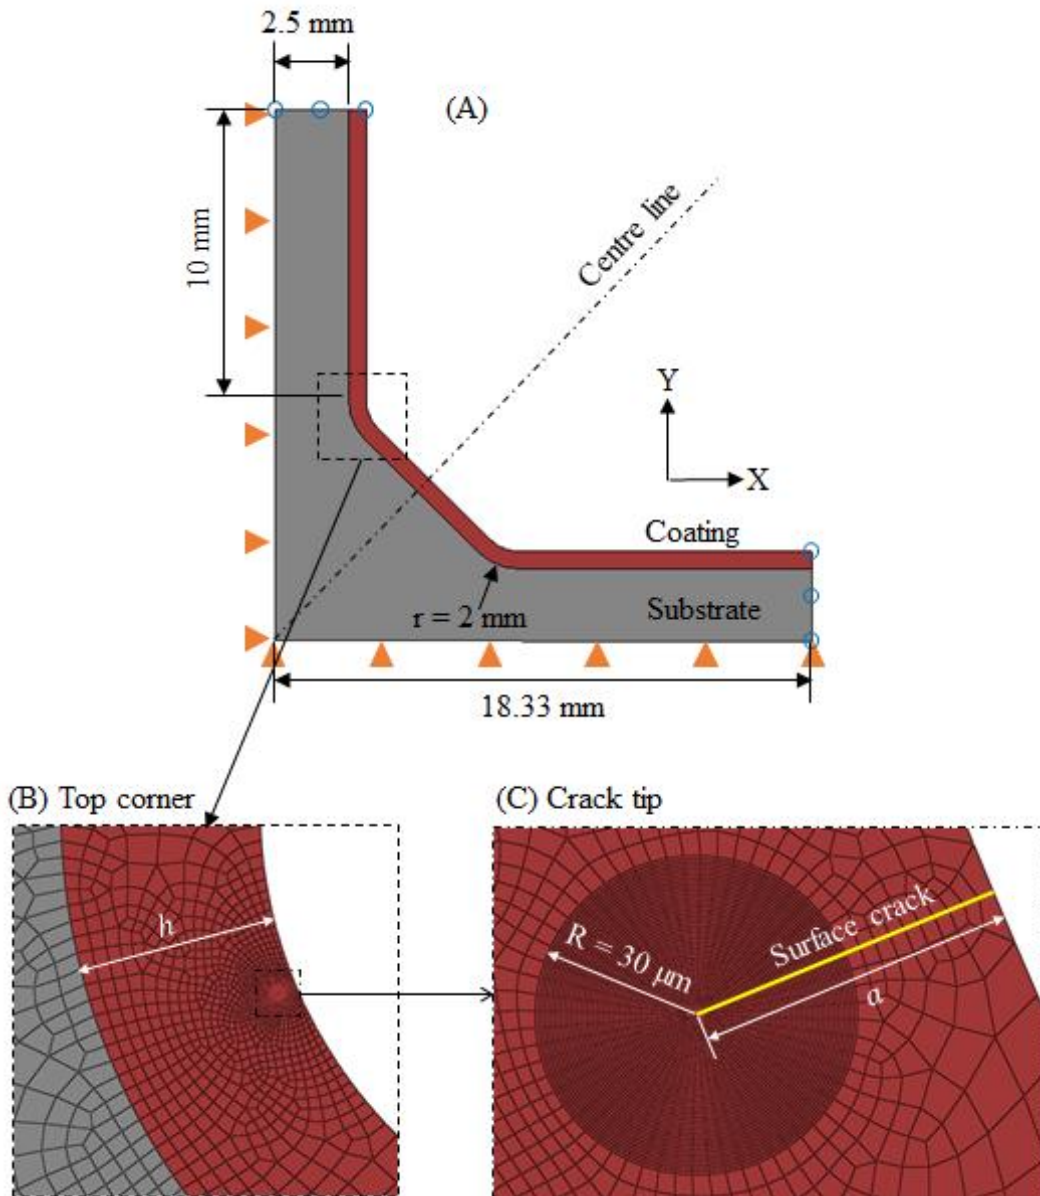 2.5 mm
(A)
10 mm
Centre line
Y
X
Coating
Substrate
r = 2 mm
18.33 mm
(B) Top corner
(C) Crack tip
h
R = 30 μm
Surface crack
a